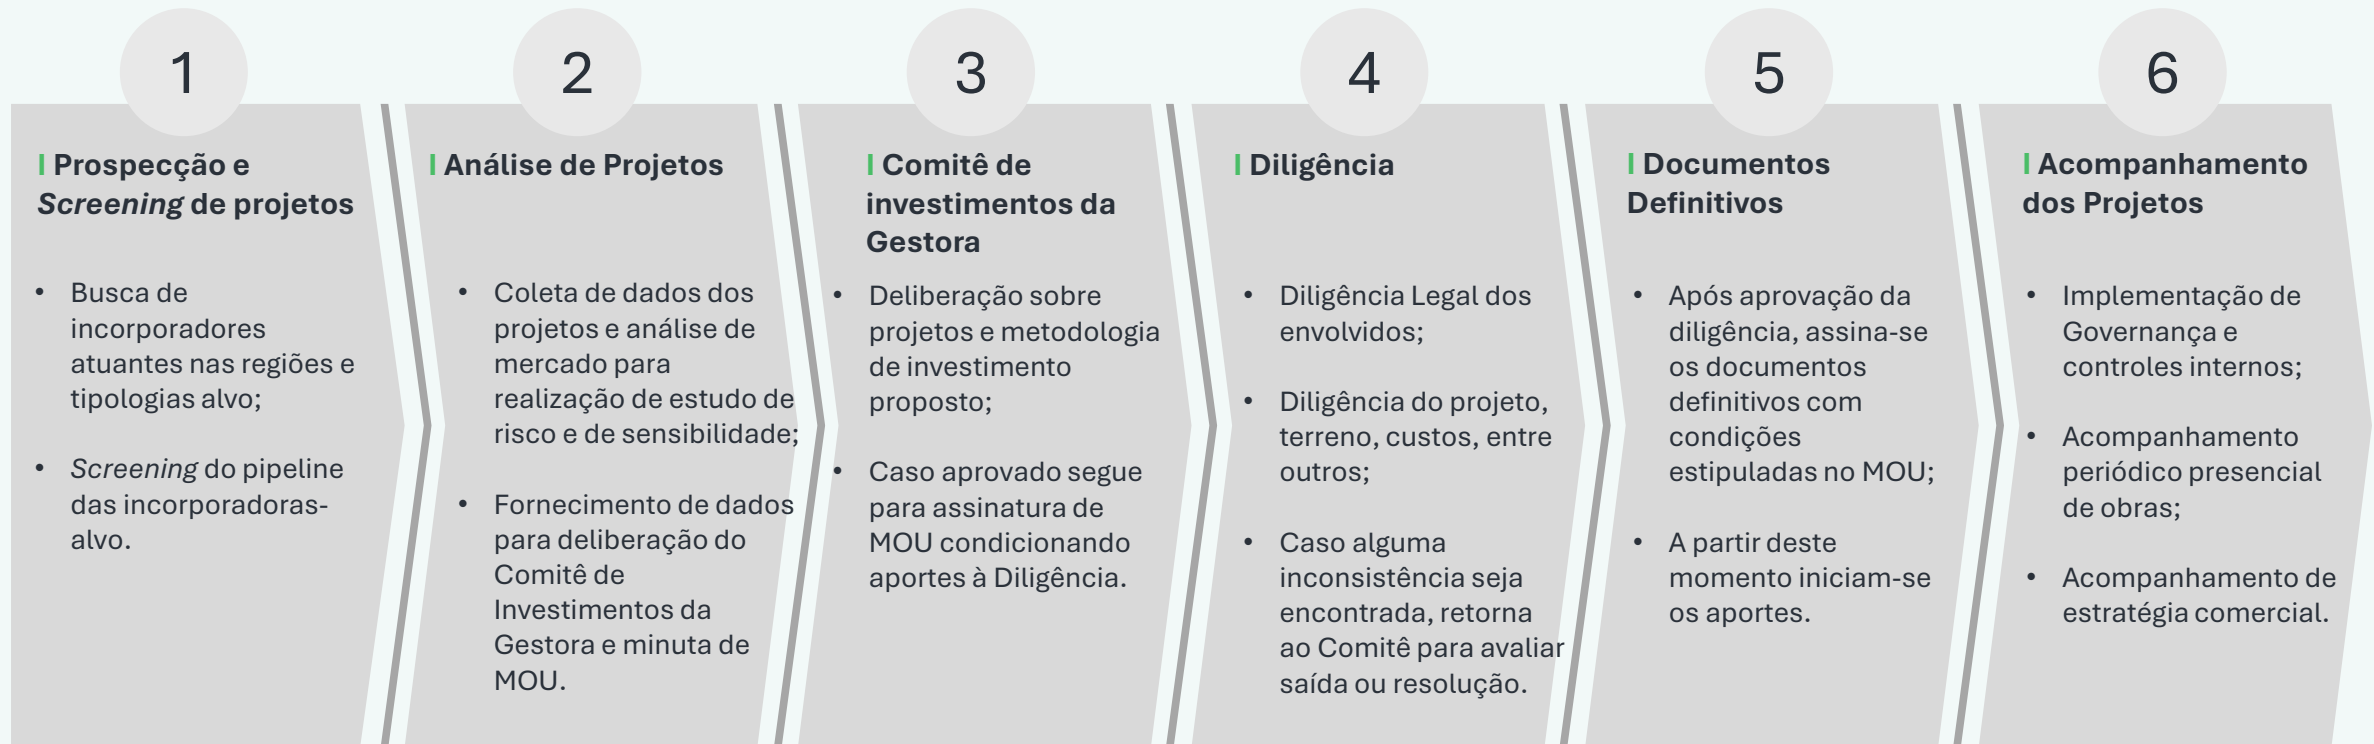 1
I Prospecção e
Screening de projetos
• Busca de
incorporadores
atuantes nas regiões e
tipologias alvo;
• Screening do pipeline
das incorporadoras-
alvo.
2
I Análise de Projetos
• Coleta de dados dos
projetos e análise de
mercado para
realização de estudo de
risco e de sensibilidade;
• Fornecimento de dados
para deliberação do
Comitê de
Investimentos da
Gestora e minuta de
MOU.
3
I Comitê de
investimentos da
Gestora
• Deliberação sobre
projetos e metodologia
de investimento
proposto;
• Caso aprovado segue
para assinatura de
MOU condicionando
aportes à Diligência.
4
I Diligência
• Diligência Legal dos
envolvidos;
• Diligência do projeto,
terreno, custos, entre
outros;
• Caso alguma
inconsistência seja
encontrada, retorna
ao Comitê para avaliar
saída ou resolução.
5
I Documentos
Definitivos
• Após aprovação da
diligência, assina-se
os documentos
definitivos com
condições
estipuladas no MOU;
• A partir deste
momento iniciam-se
os aportes.
6
I Acompanhamento
dos Projetos
• Implementação de
Governança e
controles internos;
• Acompanhamento
periódico presencial
de obras;
• Acompanhamento de
estratégia comercial.